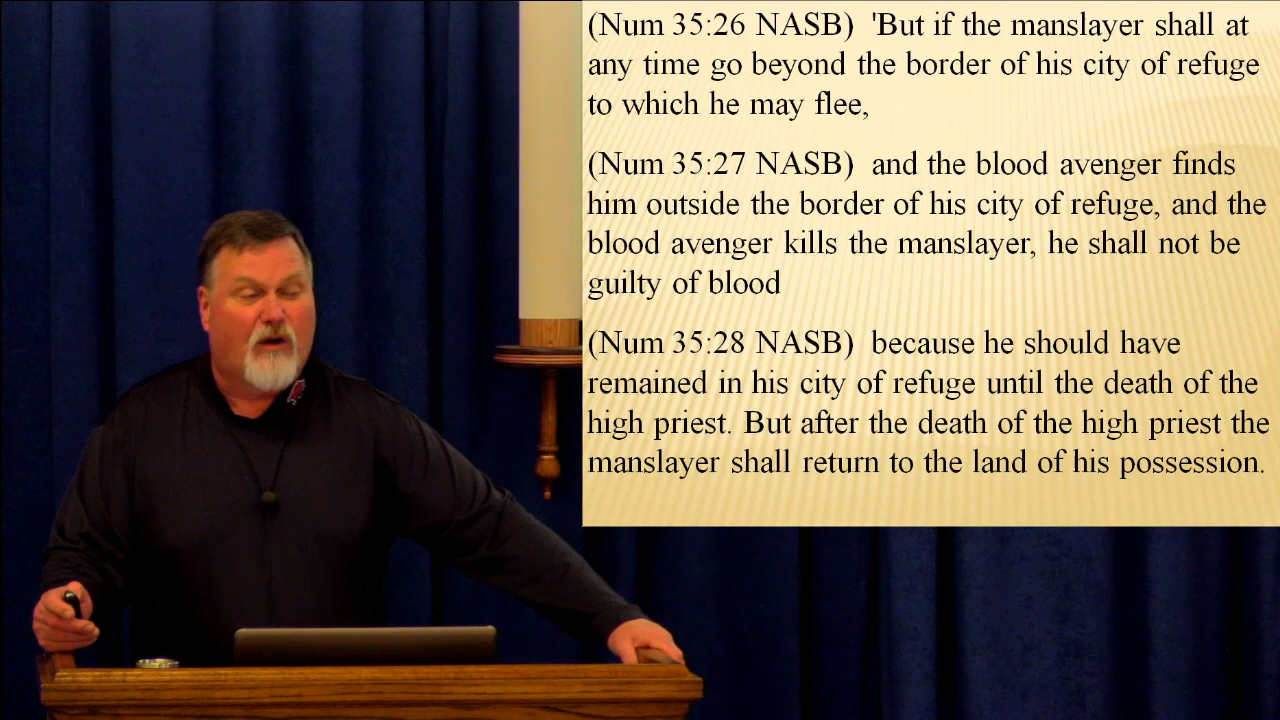 (Num 35:26 NASB)  'But if the manslayer shall at
any time go beyond the border of his city of refuge
to which he may flee,
(Num 35:27 NASB)  and the blood avenger finds
him outside the border of his city of refuge, and the
blood avenger kills the manslayer, he shall not be
guilty of blood
(Num 35:28 NASB)  because he should have
remained in his city of refuge until the death of the
high priest. But after the death of the high priest the
manslayer shall return to the land of his possession.